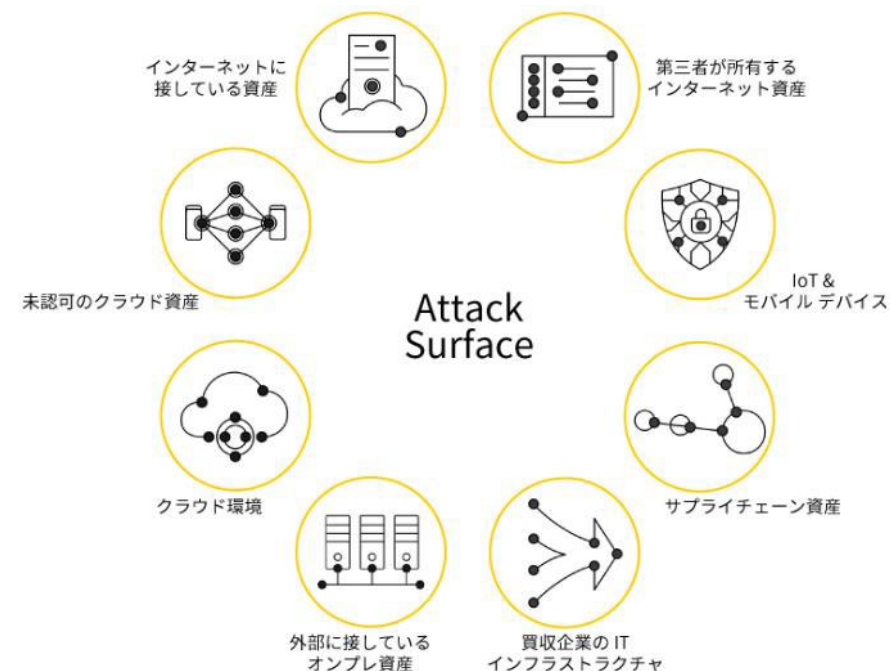 インターネットに
接している資産
第三者が所有する
インターネット資産
未認可のクラウド資産
IoT &
モバイル デバイス
Attack
Surface
クラウド環境
サプライチェーン資産
外部に接している
オンプレ資産
買収企業の IT
インフラストラクチャ